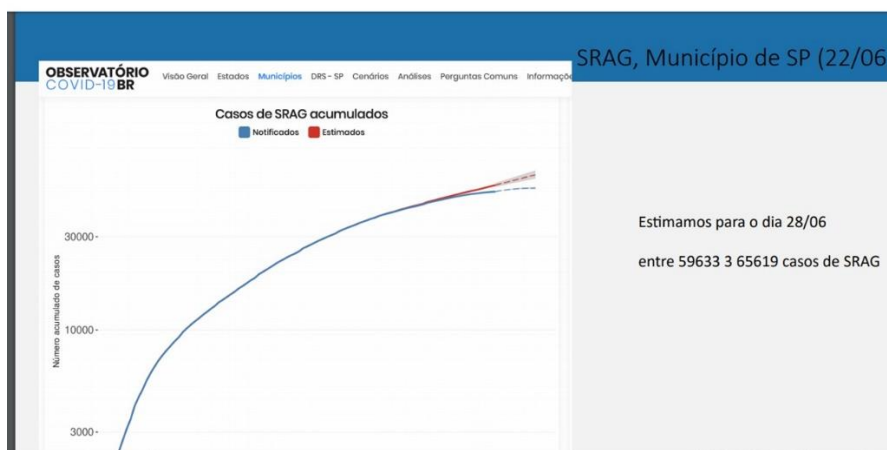 SRAG, Município de SP (22/06
OBSERVATÓRIO
COVID-19BR
Visão Geral Estados Municípios DRS - SP Cenários Análises Perguntas Comuns Informaçõe
Casos de SRAG acumulados
Notificados Estimados
30000
10000
3000
Número acumulado de casos
Estimamos para o dia 28/06
entre 59633 3 65619 casos de SRAG